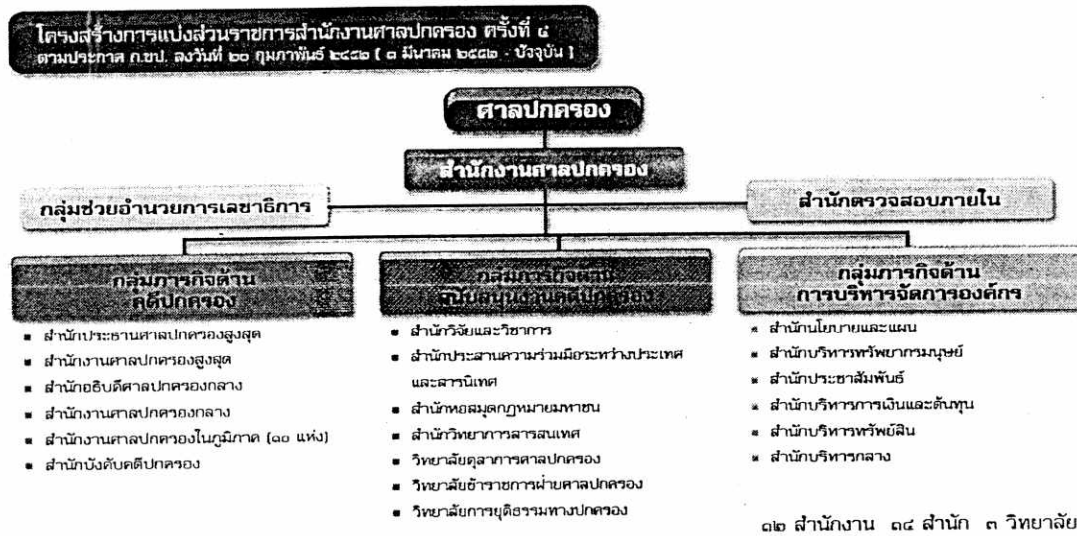 โครงสร้างการแบ่งส่วนราชการสำนักงานศาลปกครอง ครั้งที่ ๔
ตามประกาศ ก.ขป. ลงวันที่ ๒๐ กุมภาพันธ์ ๒๕๕๒ ( ๓ มีนาคม ๒๕๕๒ - ปัจจุบัน )
ศาลปกครอง
สำนักงานศาลปกครอง
กลุ่มช่วยอำนวยการเลขาธิการ
สำนักตรวจสอบภายใน
กลุ่มภารกิจด้าน
คดีปกครอง
สำนักประธานศาลปกครองสูงสุด
สำนักงานศาลปกครองสูงสุด
สำนักอธิบดีศาลปกครองกลาง
สำนักงานศาลปกครองกลาง
สำนักงานศาลปกครองในภูมิภาค (๑๐ แห่ง)
สำนักบังคับคดีปกครอง
กลุ่มภารกิจด้าน
สนับสนุนงานคดีปกครอง
สำนักวิจัยและวิชาการ
สำนักประสานความร่วมมือระหว่างประเทศ
และสารนิเทศ
สำนักหอสมุดกฎหมายมหาชน
สำนักวิทยาการสารสนเทศ
วิทยาลัยตุลาการศาลปกครอง
วิทยาลัยข้าราชการฝ่ายศาลปกครอง
วิทยาลัยการยุติธรรมทางปกครอง
กลุ่มภารกิจด้าน
การบริหารจัดการองค์กร
สำนักนโยบายและแผน
สำนักบริหารทรัพยากรมนุษย์
สำนักประชาสัมพันธ์
สำนักบริหารการเงินและต้นทุน
สำนักบริหารทรัพย์สิน
สำนักบริหารกลาง
๑๒ สำนักงาน ๑๔ สำนัก ๓ วิทยาลัย